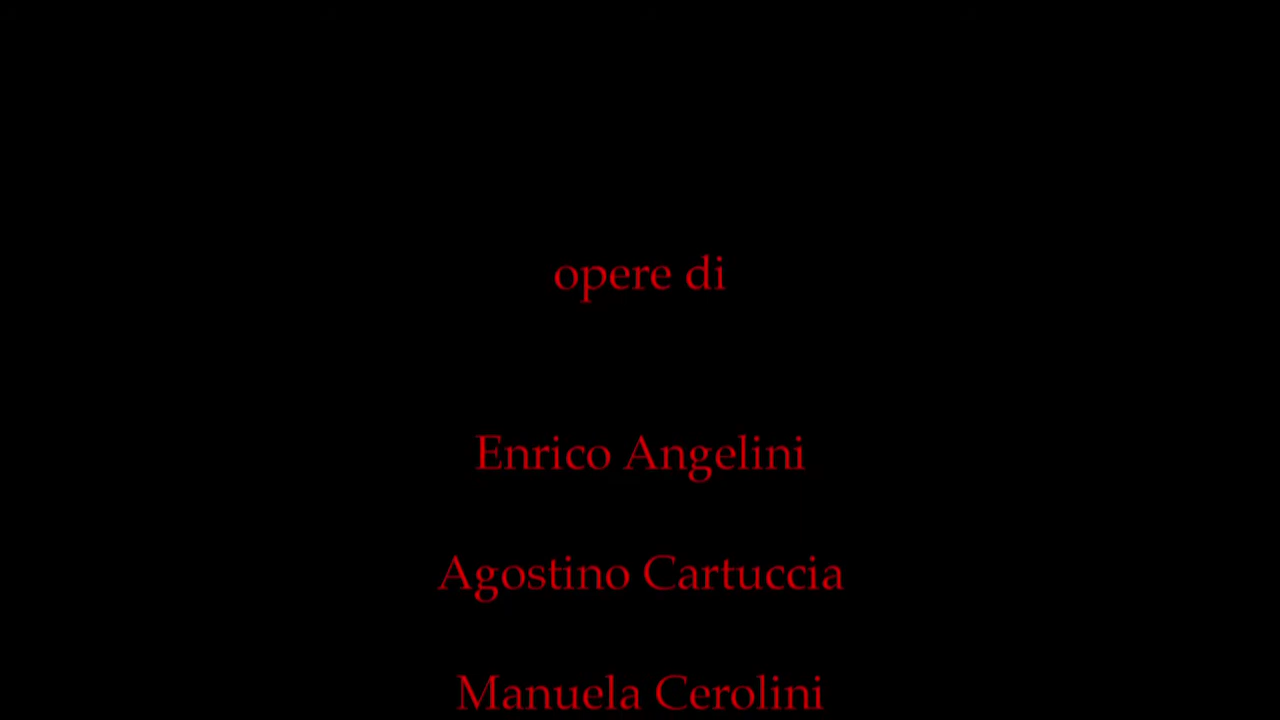 opere di
Enrico Angelini
Agostino Cartuccia
Manuela Cerolini